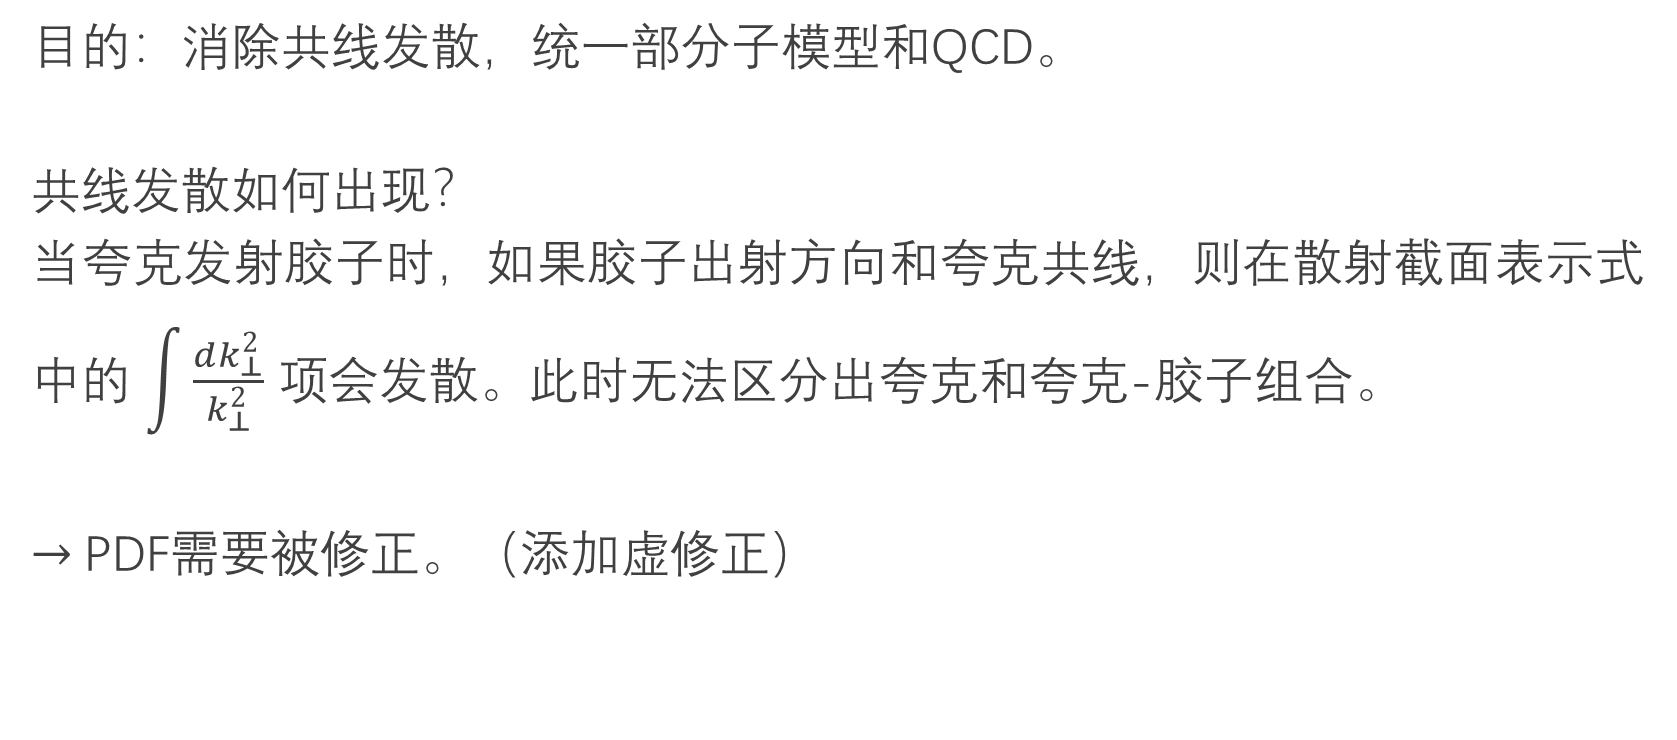 目的：消除共线发散，统一部分子模型和QCD。
共线发散如何出现？
当夸克发射胶子时，如果胶子出射方向和夸克共线，则在散射截面表示式
中的 ∫ dk⊥²/k⊥² 项会发散。此时无法区分出夸克和夸克-胶子组合。
→ PDF需要被修正。（添加虚修正）